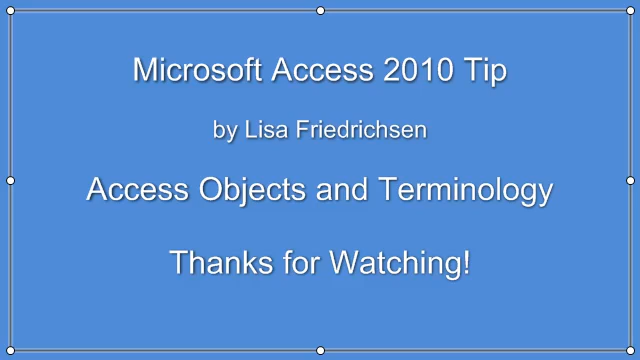 Microsoft Access 2010 Tip
by Lisa Friedrichsen
Access Objects and Terminology
Thanks for Watching!